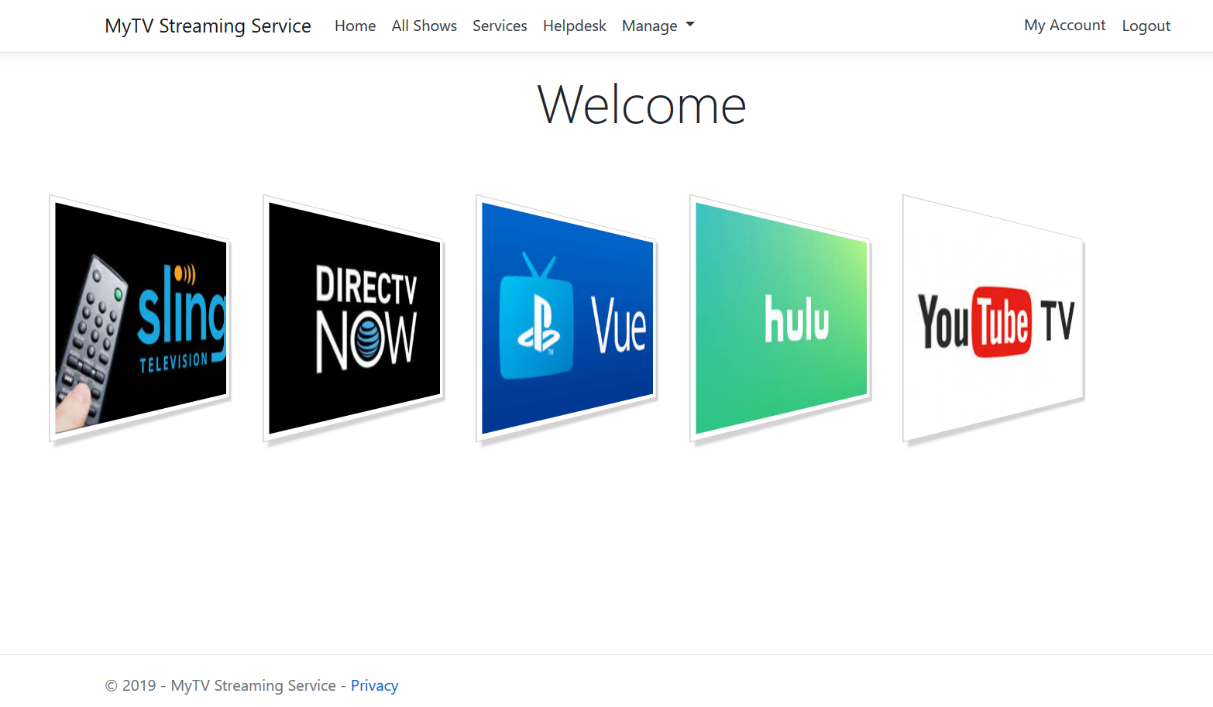 MyTV Streaming Service Home All Shows Services Helpdesk Manage My Account Logout
Welcome
sling
TELEVISION
DIRECTV
NOW
Vue
hulu
YouTube TV
© 2019 - MyTV Streaming Service - Privacy